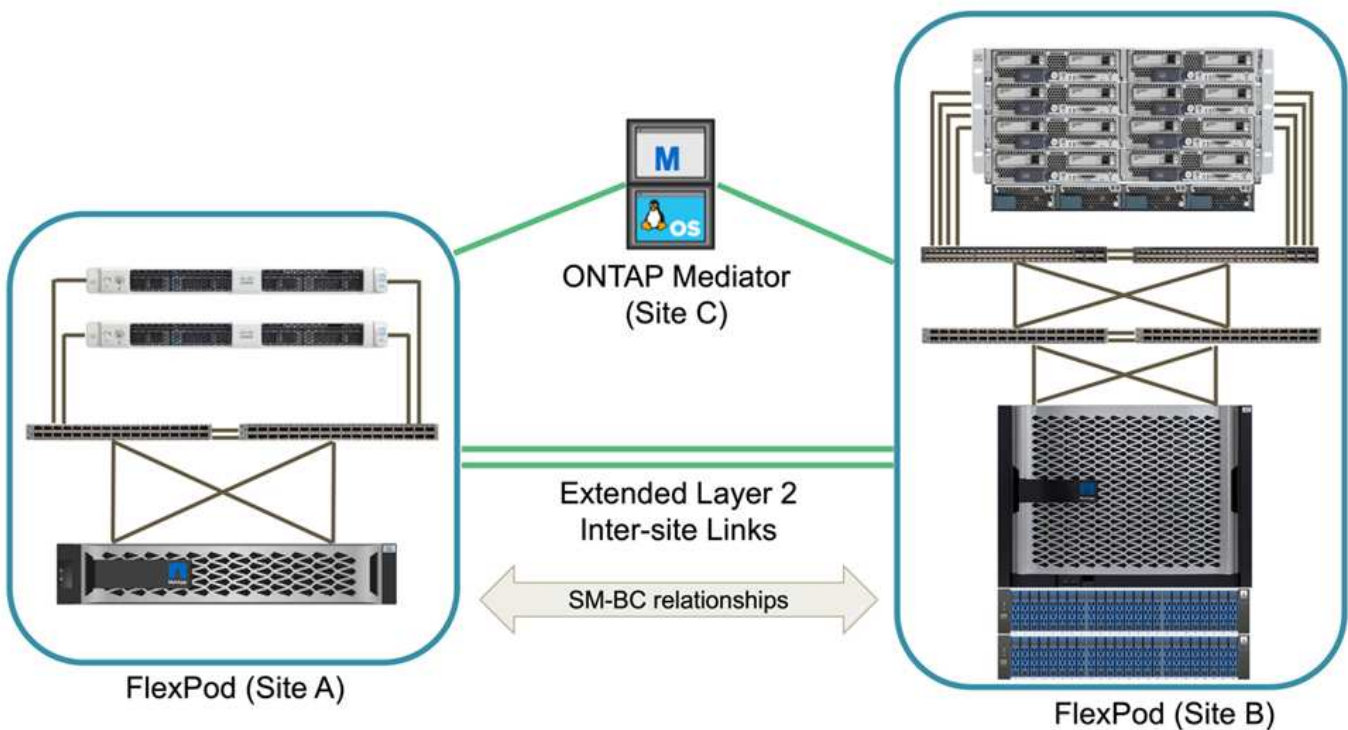 M
OS
ONTAP Mediator
(Site C)
Extended Layer 2
Inter-site Links
SM-BC relationships
FlexPod (Site A)
FlexPod (Site B)